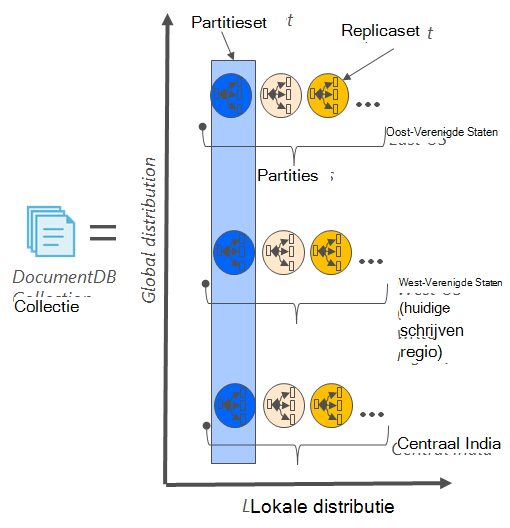 Partitieset
Replicaset
Oost-Verenigde Staten
Partities
Global distribution
DocumentDB
Collectie
West-Verenigde Staten
(huidige
schrijven
regio)
Centraal India
Lokale distributie